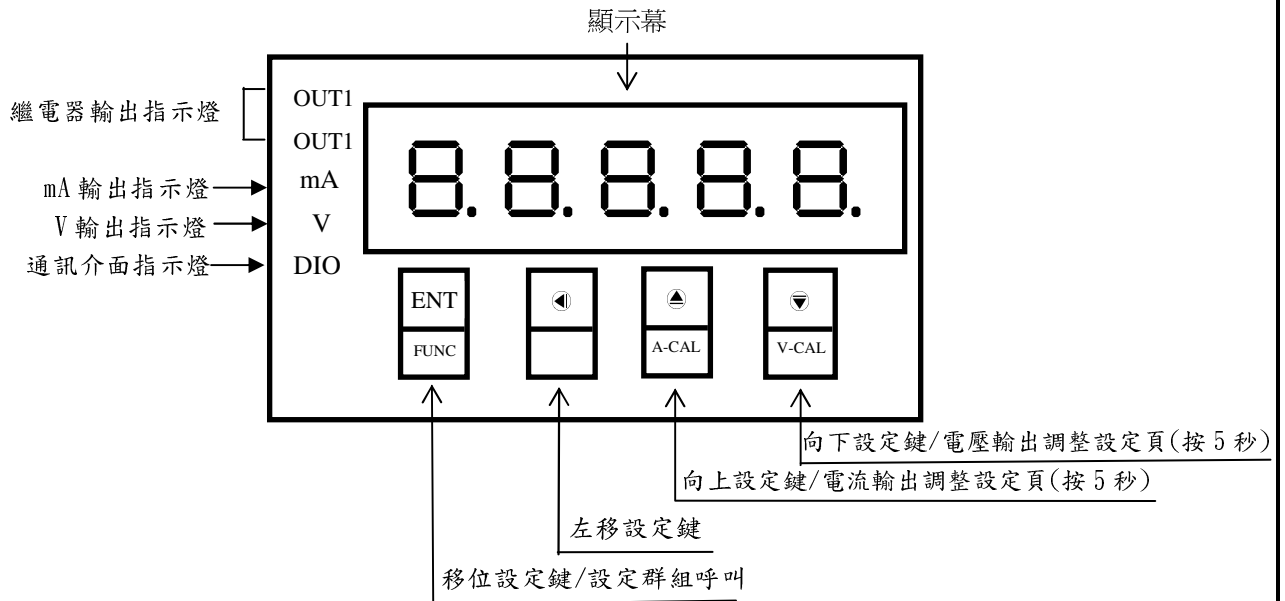 顯示幕
繼電器輸出指示燈
OUT1
OUT1
mA 輸出指示燈
mA
V 輸出指示燈
V
通訊介面指示燈
DIO
8.8.8.8.8.
ENT
FUNC
A-CAL
V-CAL
向下設定鍵/電壓輸出調整設定頁(按 5 秒)
向上設定鍵/電流輸出調整設定頁(按 5 秒)
左移設定鍵
移位設定鍵/設定群組呼叫